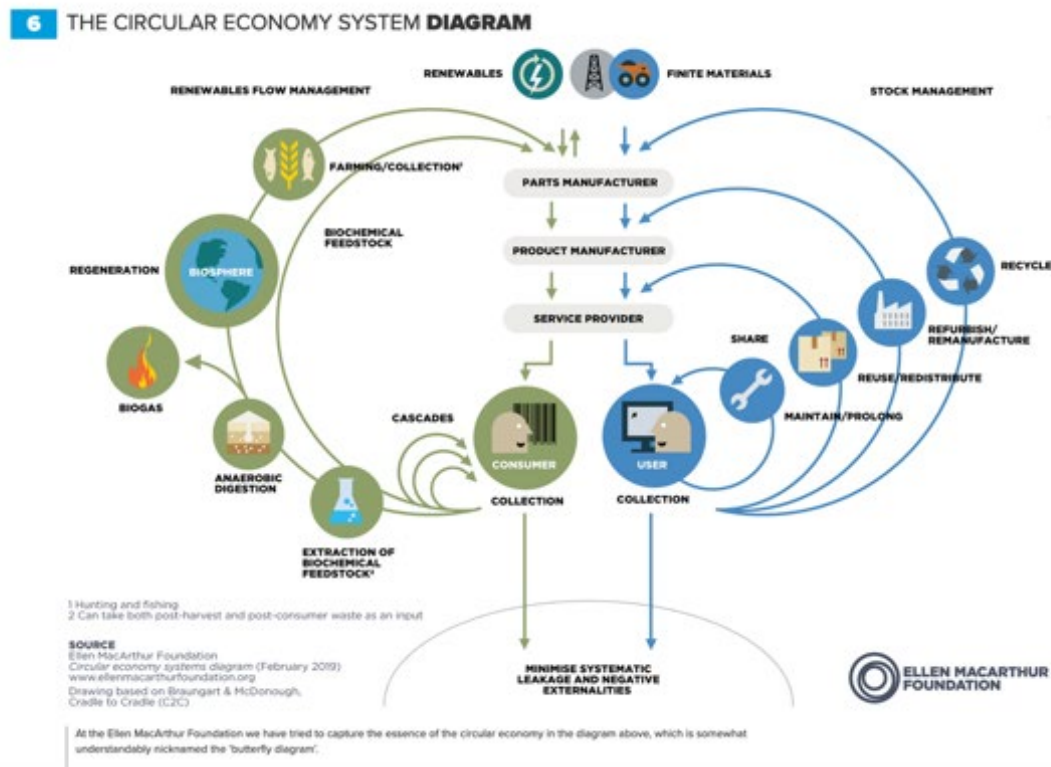 6 THE CIRCULAR ECONOMY SYSTEM DIAGRAM
RENEWABLES
FINITE MATERIALS
RENEWABLES FLOW MANAGEMENT
STOCK MANAGEMENT
FARMING/COLLECTION¹
PARTS MANUFACTURER
BIOCHEMICAL
FEEDSTOCK
PRODUCT MANUFACTURER
REGENERATION
BIOSPHERE
RECYCLE
SERVICE PROVIDER
SHARE
REFURBISH/
REMANUFACTURE
REUSE/REDISTRIBUTE
BIOGAS
CASCADES
MAINTAIN/PROLONG
CONSUMER
USER
ANAEROBIC
DIGESTION
COLLECTION
COLLECTION
EXTRACTION OF
BIOCHEMICAL
FEEDSTOCK²
1 Hunting and fishing
2 Can take both post-harvest and post-consumer waste as an input
SOURCE
Ellen MacArthur Foundation
Circular economy systems diagram (February 2019)
www.ellenmacarthurfoundation.org
Drawing based on Braungart & McDonough,
Cradle to Cradle (C2C)
MINIMISE SYSTEMATIC
LEAKAGE AND NEGATIVE
EXTERNALITIES
ELLEN MACARTHUR
FOUNDATION
At the Ellen MacArthur Foundation we have tried to capture the essence of the circular economy in the diagram above, which is somewhat
understandably nicknamed the 'butterfly diagram'.